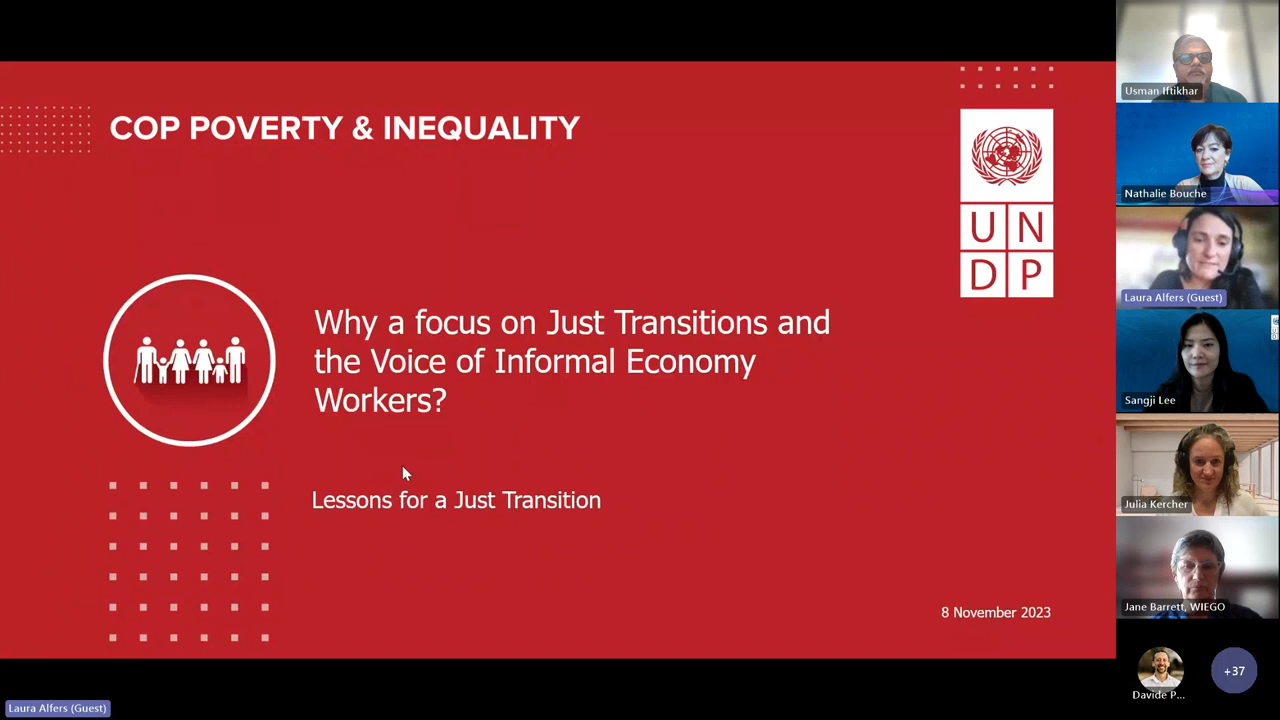 COP POVERTY & INEQUALITY
U N
D P
Why a focus on Just Transitions and
the Voice of Informal Economy
Workers?
Lessons for a Just Transition
8 November 2023
Usman Iftikhar
Nathalie Bouche
Laura Alfers (Guest)
Sangji Lee
Julia Kercher
Jane Barrett, WIEGO
Davide P...
+37
Laura Alfers (Guest)